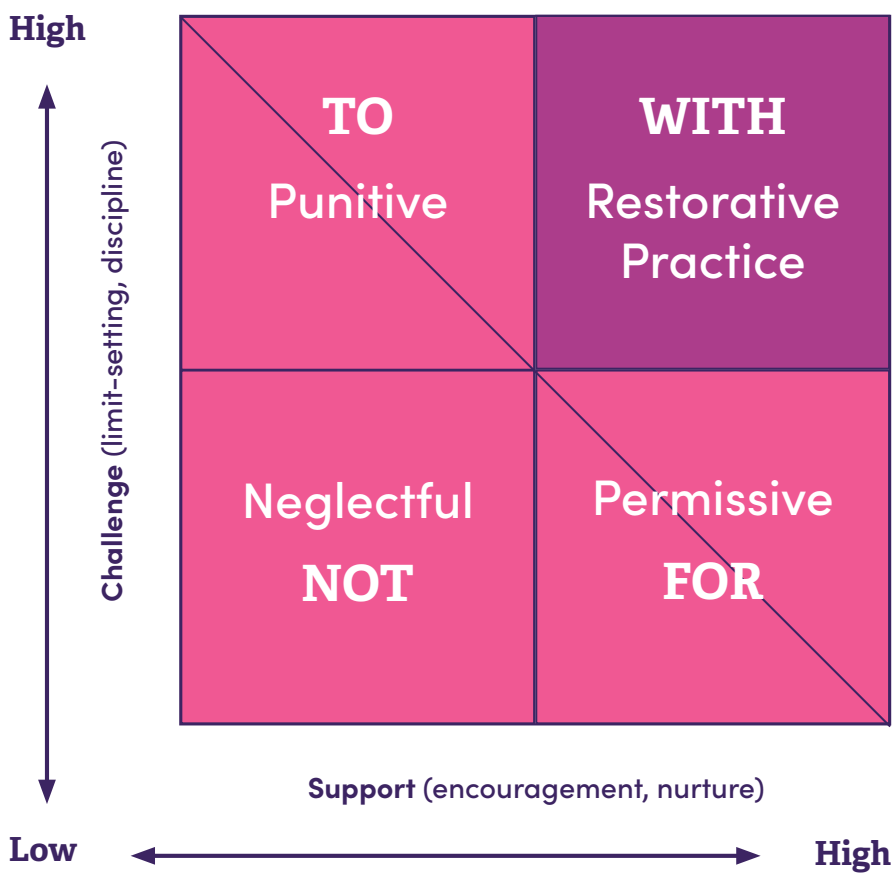 High
TO
Punitive
WITH
Restorative
Practice
Challenge (limit-setting, discipline)
Neglectful
NOT
Permissive
FOR
Support (encouragement, nurture)
Low
High